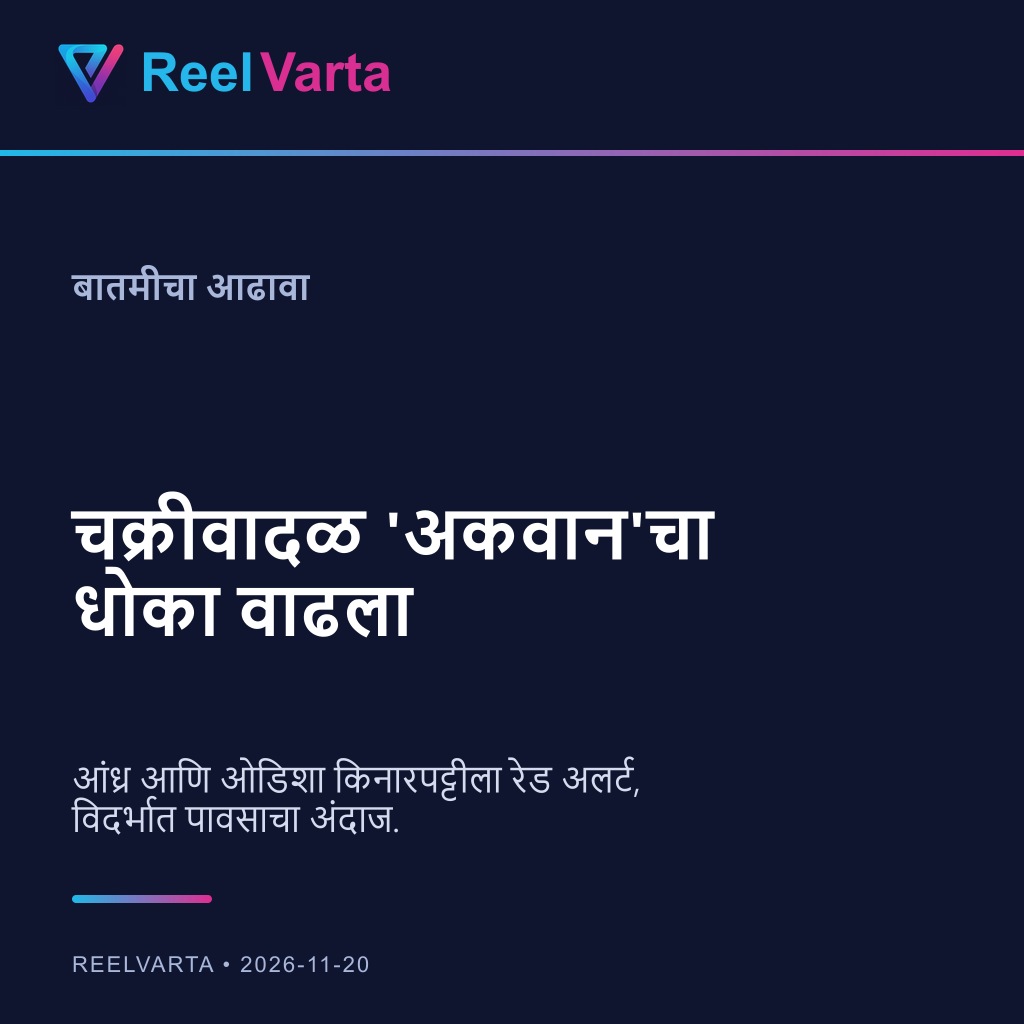 ReelVarta
बातमीचा आढावा
चक्रीवादळ 'अकवान'चा
धोका वाढला
आंध्र आणि ओडिशा किनारपट्टीला रेड अलर्ट,
विदर्भात पावसाचा अंदाज.
REELVARTA • 2026-11-20